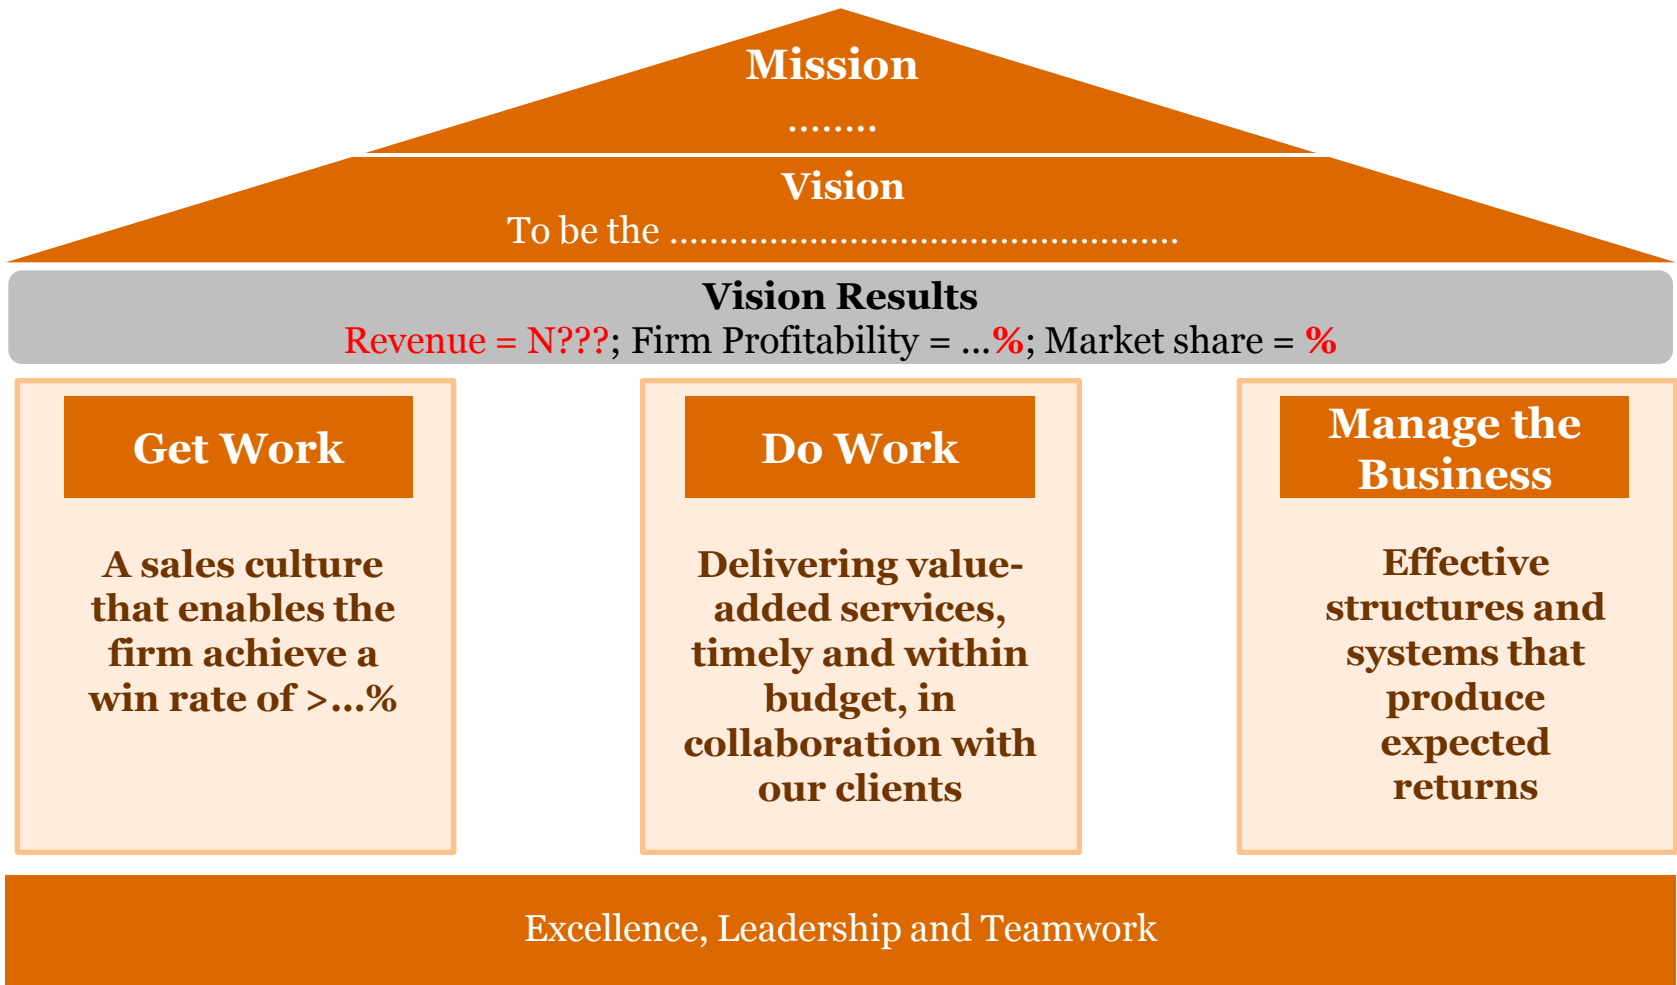 Mission
........
Vision
To be the ...................................................
Vision Results
Revenue = N???; Firm Profitability = ...%; Market share = %
Get Work
A sales culture
that enables the
firm achieve a
win rate of >...%
Do Work
Delivering value-
added services,
timely and within
budget, in
collaboration with
our clients
Manage the
Business
Effective
structures and
systems that
produce
expected
returns
Excellence, Leadership and Teamwork